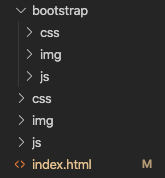 bootstrap
css
img
js
css
img
js
<> index.html M